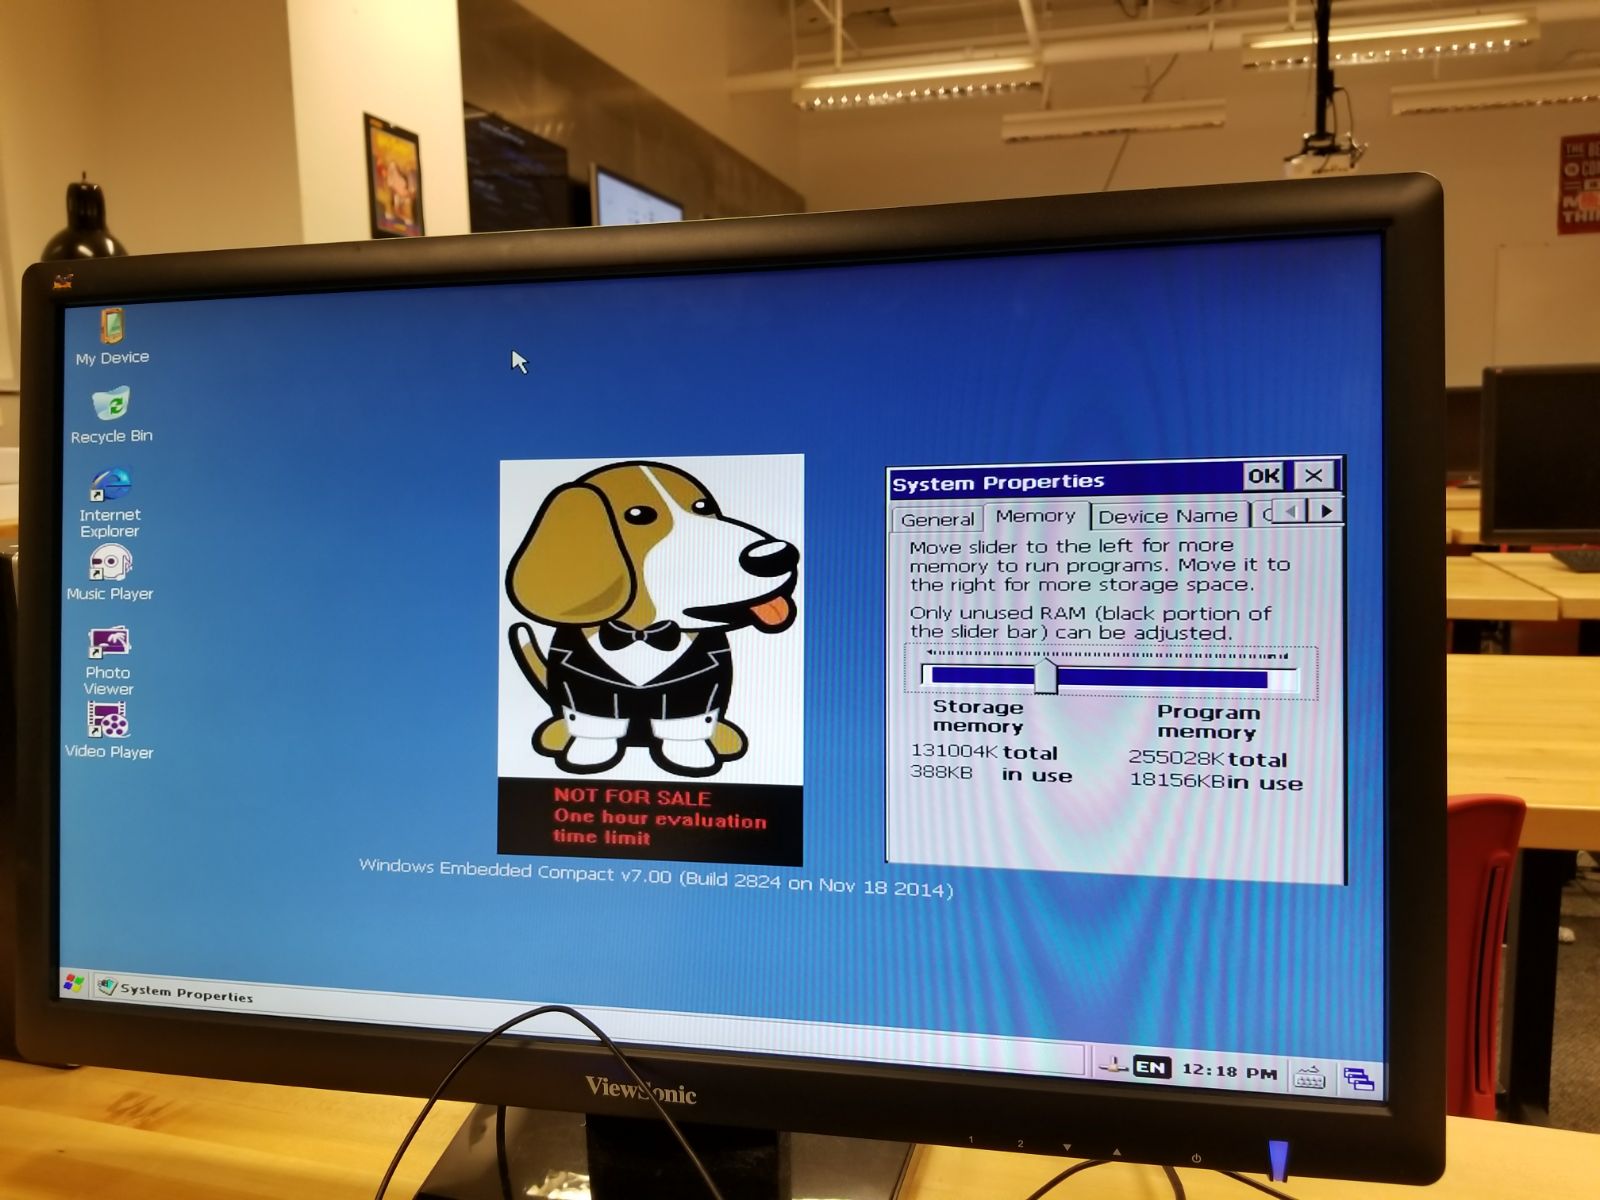 My Device
Recycle Bin
Internet
Explorer
Music Player
Photo
Viewer
Video Player
NOT FOR SALE
One hour evaluation
time limit
Windows Embedded Compact v7.00 (Build 2824 on Nov 18 2014)
System Properties OK
General Memory Device Name
Move slider to the left for more
memory to run programs. Move it to
the right for more storage space.
Only unused RAM (black portion of
the slider bar) can be adjusted.
Storage
memory
131004K total
388KB in use
Program
memory
255028K total
18156KB in use
System Properties
EN 12:18 PM
ViewSonic
1 2
THE